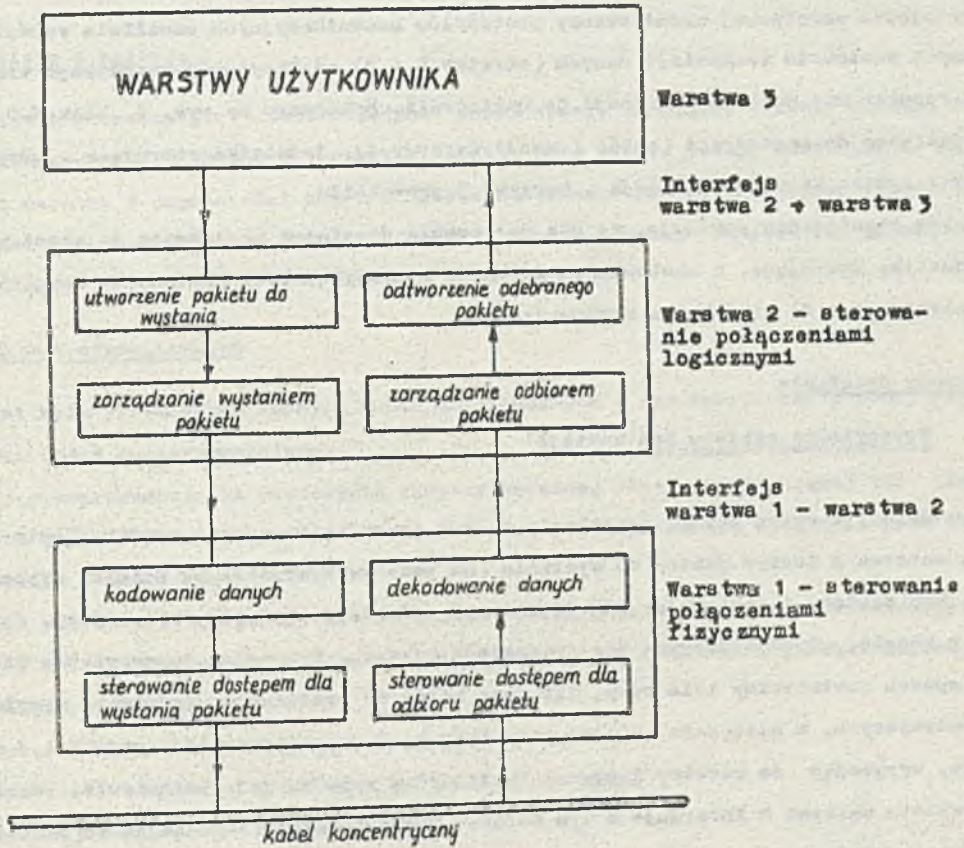 WARSTWY UŻYTKOWNIKA
Warstwa 3
Interfejs
warstwa 2 + warstwa 3
utworzenie pakietu do
wysłania
odtworzenie odebranego
pakietu
Warstwa 2 - sterowa-
nie połączeniami
logicznymi
zarządzanie wysłaniem
pakietu
zarządzanie odbiorem
pakietu
Interfejs
warstwa 1 - warstwa 2
kodowanie danych
dekodowanie danych
Warstwa 1 - sterowanie
połączeniami
fizycznymi
sterowanie dostępem dla
wysłania pakietu
sterowanie dostępem dla
odbioru pakietu
kabel koncentryczny